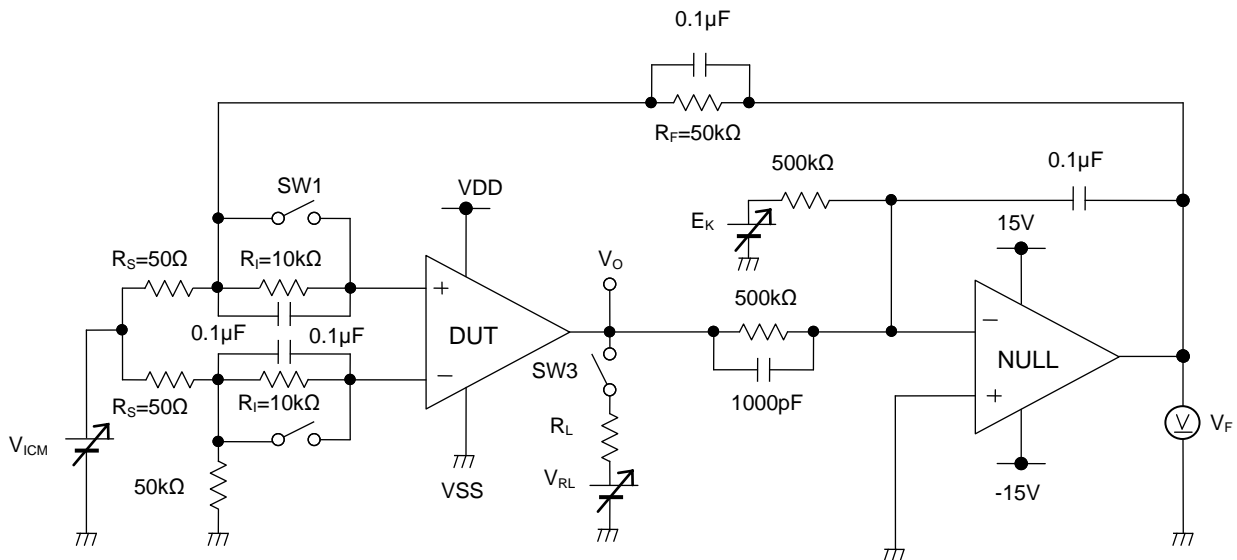 0.1µF
RF=50kΩ
500kΩ
0.1µF
SW1
VDD
EK
15V
RS=50Ω
RI=10kΩ
VO
+
500kΩ
−
0.1µF
0.1µF
DUT
NULL
−
SW3
+
1000pF
RS=50Ω
RI=10kΩ
RL
V
VF
VICM
VRL
-15V
50kΩ
VSS